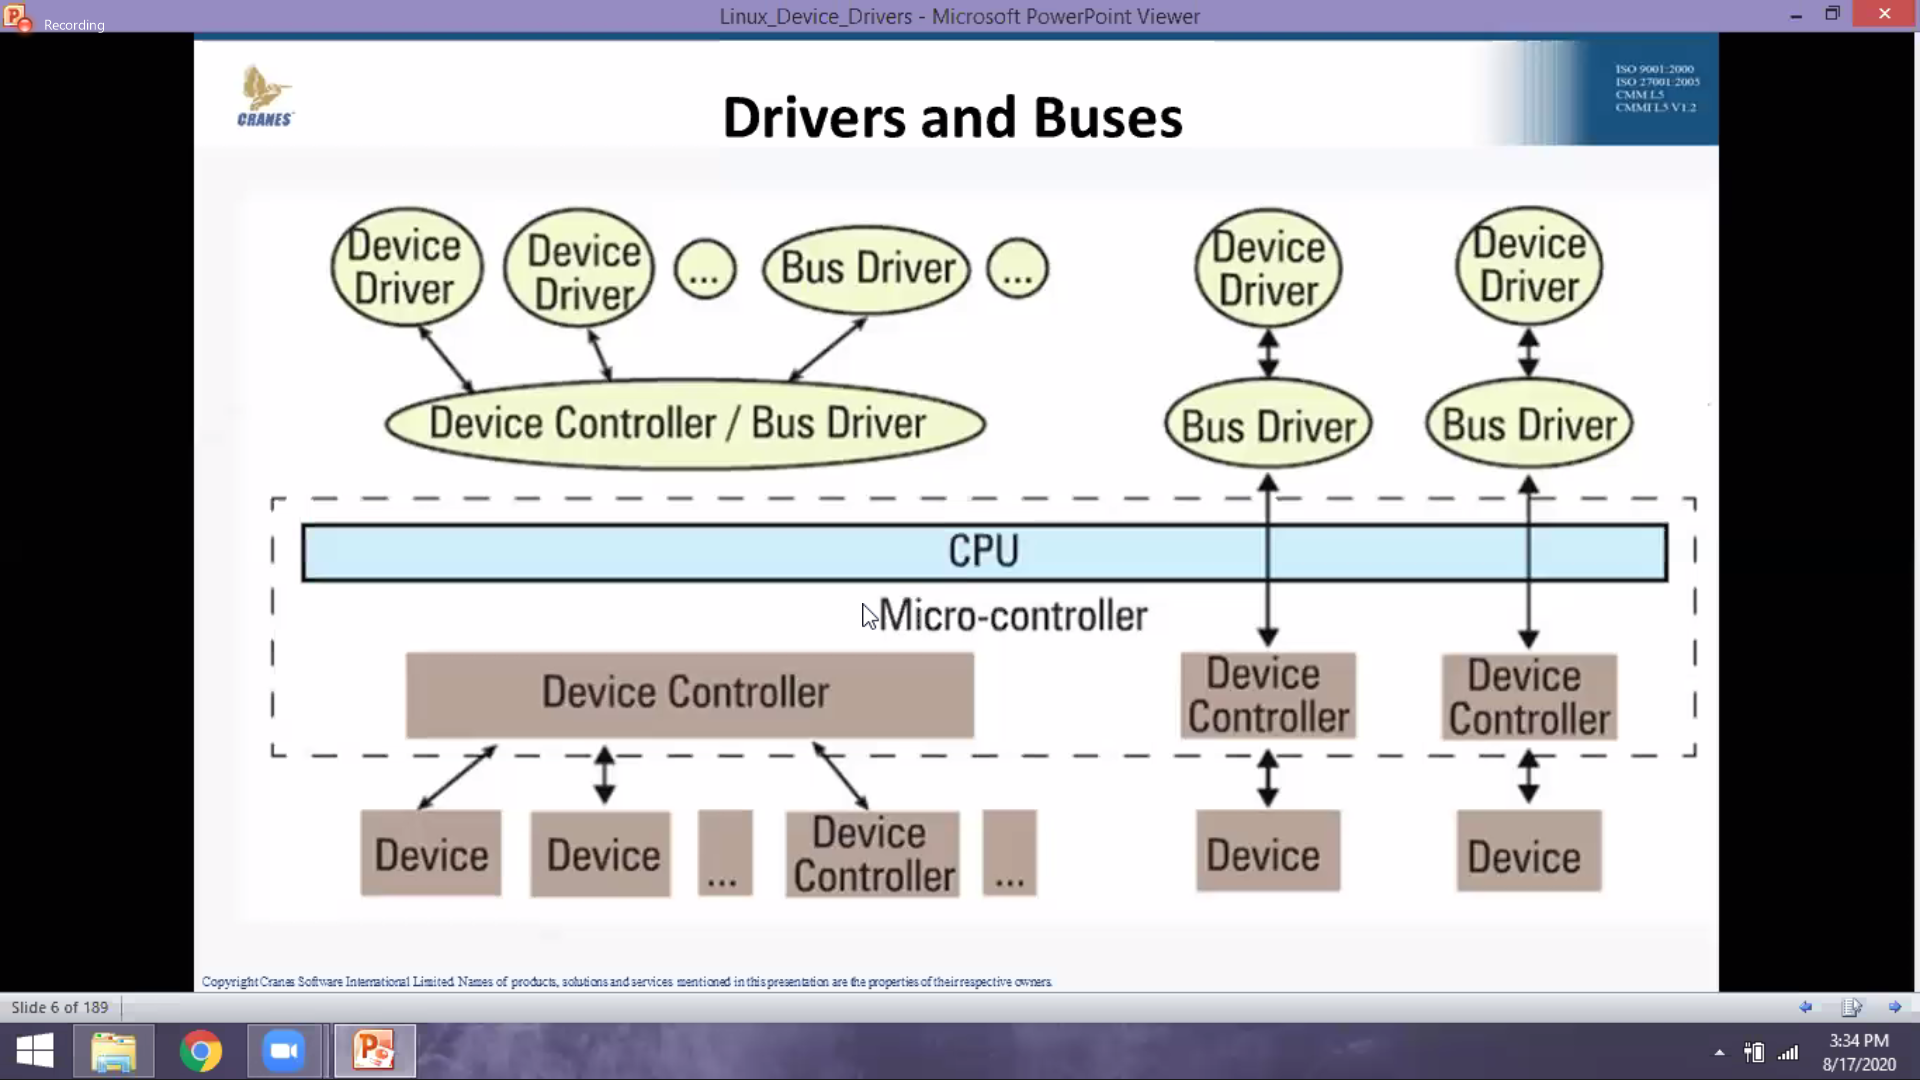 Recording
Linux_Device_Drivers - Microsoft PowerPoint Viewer
CRANES
Drivers and Buses
ISO 9001:2000
ISO 27001:2005
CMM L5
CMMI L5 V1.2
Device
Driver
Device
Driver
...
Bus Driver
...
Device
Driver
Device
Driver
Device Controller / Bus Driver
Bus Driver
Bus Driver
CPU
Micro-controller
Device Controller
Device
Controller
Device
Controller
Device
Device
...
Device
Controller
...
Device
Device
Copyright Cranes Software International Limited. Names of products, solutions and services mentioned in this presentation are the properties of their respective owners.
Slide 6 of 189
3:34 PM
8/17/2020